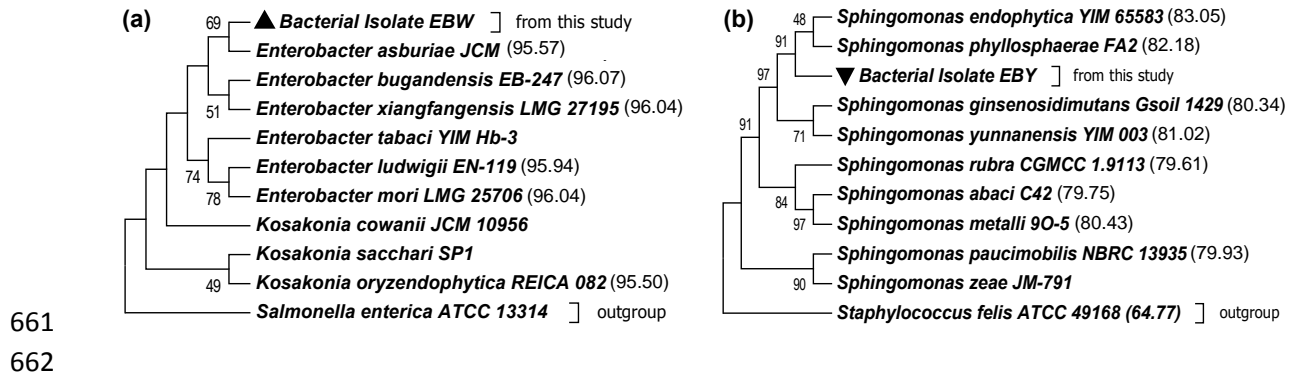 (a)
69
▲ Bacterial Isolate EBW ] from this study
Enterobacter asburiae JCM (95.57)
Enterobacter bugandensis EB-247 (96.07)
51
Enterobacter xiangfangensis LMG 27195 (96.04)
Enterobacter tabaci YIM Hb-3
74
Enterobacter ludwigii EN-119 (95.94)
78
Enterobacter mori LMG 25706 (96.04)
Kosakonia cowanii JCM 10956
Kosakonia sacchari SP1
49
Kosakonia oryzendophytica REICA 082 (95.50)
Salmonella enterica ATCC 13314 ] outgroup
(b)
48
Sphingomonas endophytica YIM 65583 (83.05)
91
Sphingomonas phyllosphaerae FA2 (82.18)
97
▼ Bacterial Isolate EBY ] from this study
Sphingomonas ginsenosidimutans Gsoil 1429 (80.34)
91
71
Sphingomonas yunnanensis YIM 003 (81.02)
Sphingomonas rubra CGMCC 1.9113 (79.61)
84
Sphingomonas abaci C42 (79.75)
97
Sphingomonas metalli 9O-5 (80.43)
Sphingomonas paucimobilis NBRC 13935 (79.93)
90
Sphingomonas zeae JM-791
Staphylococcus felis ATCC 49168 (64.77) ] outgroup
661
662